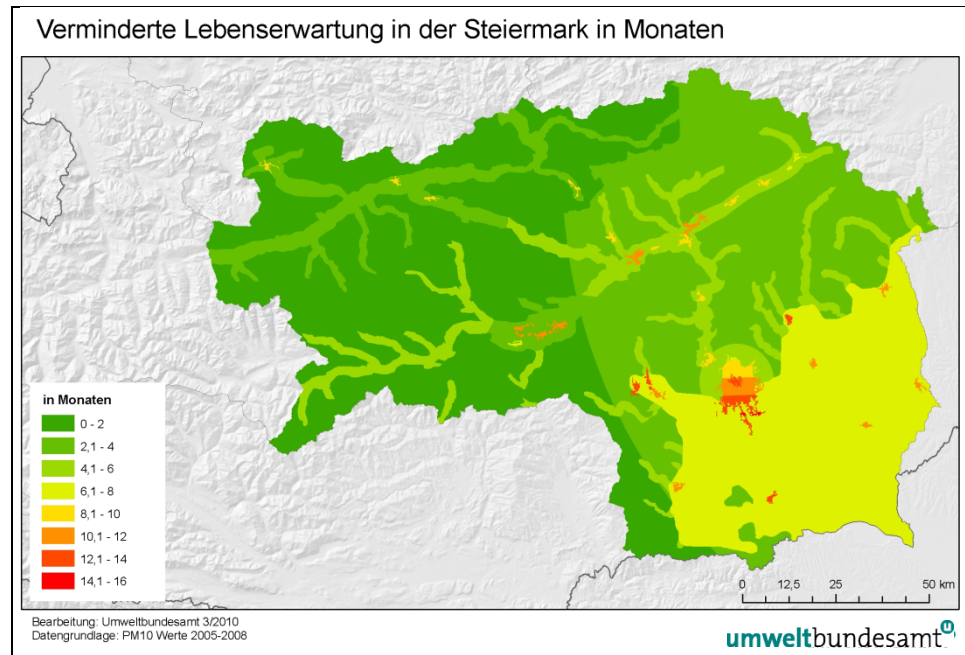 Verminderte Lebenserwartung in der Steiermark in Monaten
in Monaten
0 - 2
2,1 - 4
4,1 - 6
6,1 - 8
8,1 - 10
10,1 - 12
12,1 - 14
14,1 - 16
0 12,5 25 50 km
Bearbeitung: Umweltbundesamt 3/2010
Datengrundlage: PM10 Werte 2005-2008
umweltbundesamt u